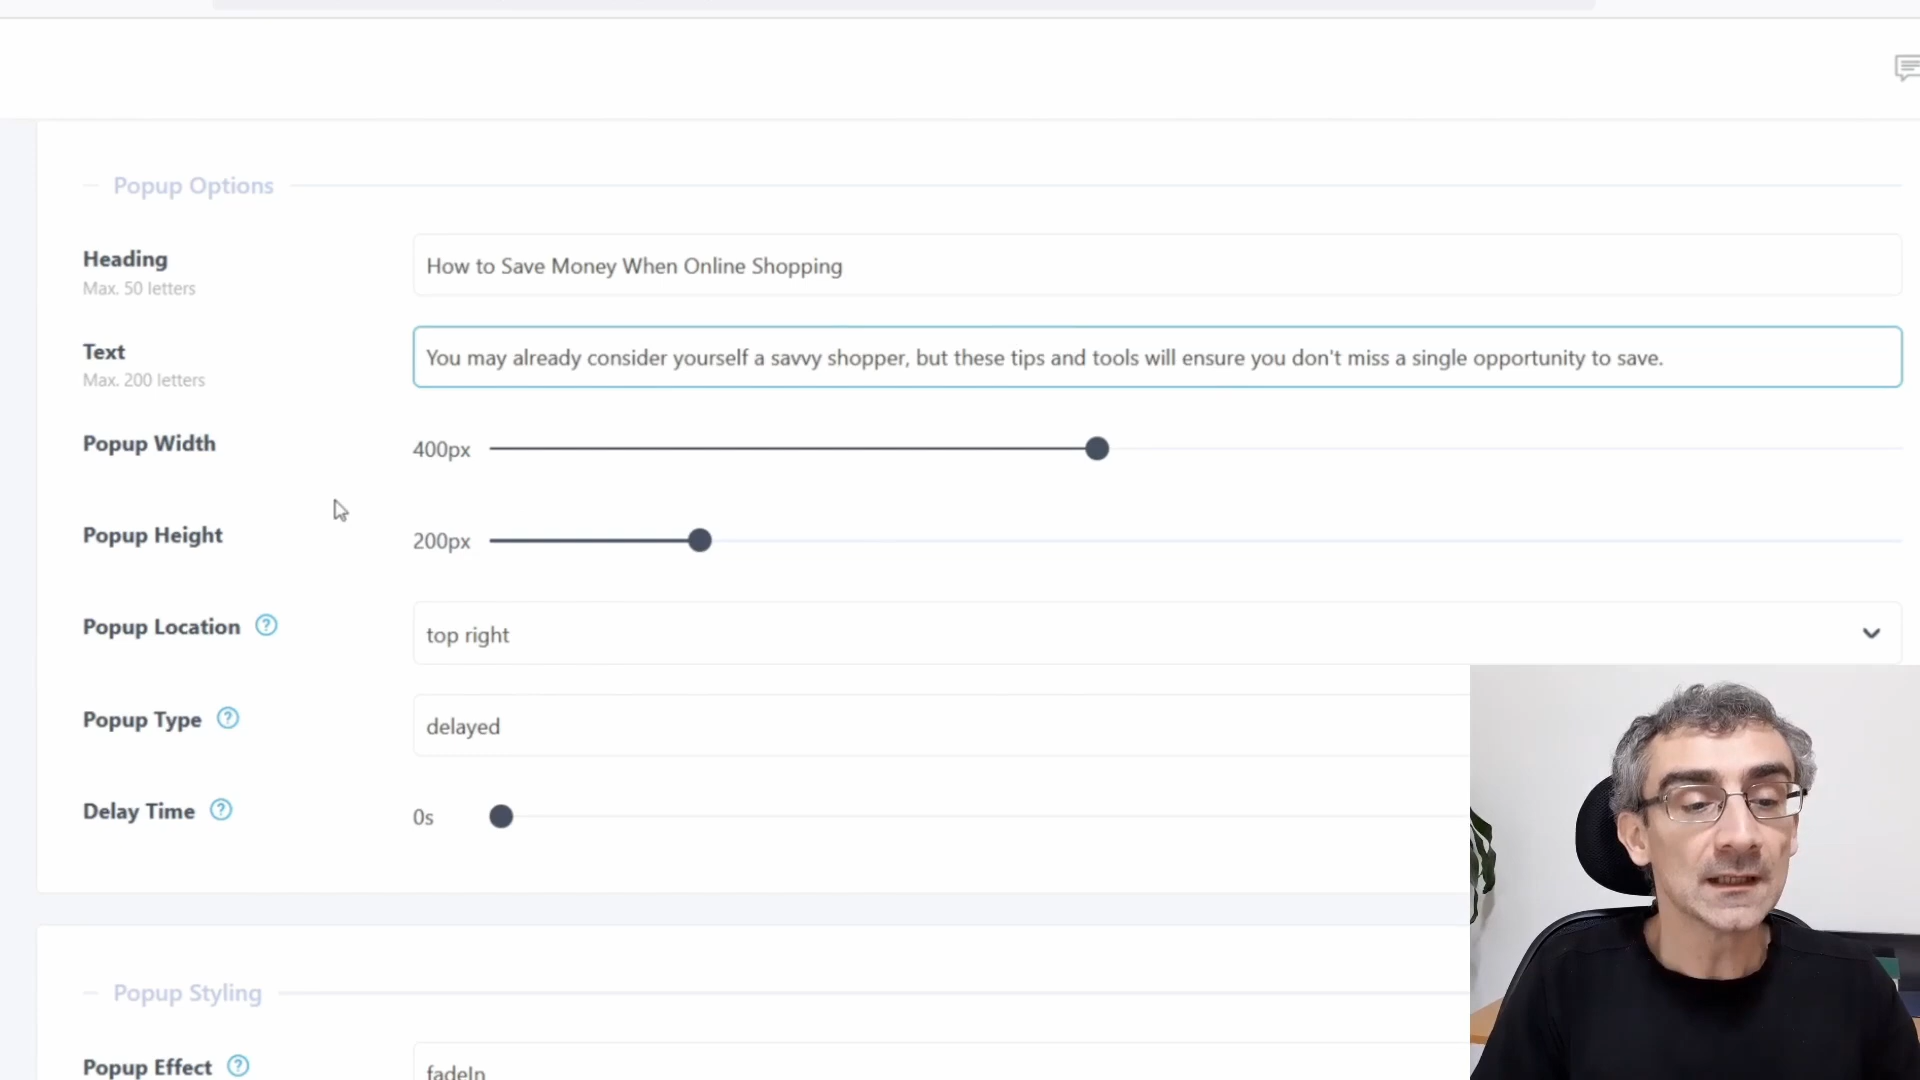 Popup Options
Heading
How to Save Money When Online Shopping
Max. 50 letters
Text
You may already consider yourself a savvy shopper, but these tips and tools will ensure you don't miss a single opportunity to save.
Max. 200 letters
Popup Width
400px
Popup Height
200px
Popup Location ?
top right
Popup Type ?
delayed
Delay Time ?
0s
Popup Styling
Popup Effect ?
fadeIn